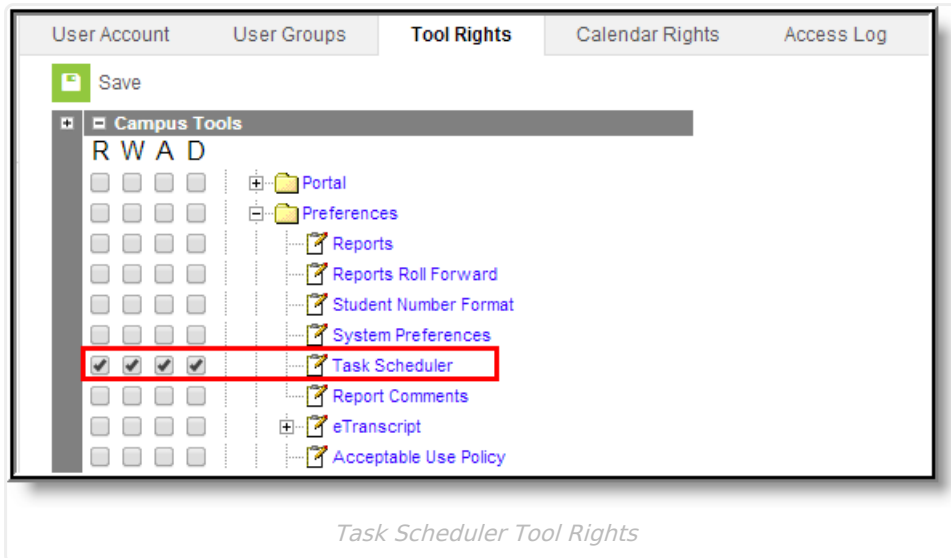 User Account User Groups Tool Rights Calendar Rights Access Log
Save
Campus Tools
R W A D
Portal
Preferences
Reports
Reports Roll Forward
Student Number Format
System Preferences
Task Scheduler
Report Comments
eTranscript
Acceptable Use Policy
Task Scheduler Tool Rights